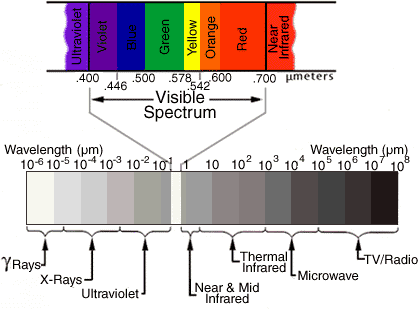 Ultraviolet
Violet
Blue
Green
Yellow
Orange
Red
Near
Infrared
.400 .446 .500 .578 .542 .600 .700 µmeters
Visible
Spectrum
Wavelength (µm) Wavelength (µm)
10-6 10-5 10-4 10-3 10-2 10-1 1 10 10² 10³ 10⁴ 10⁵ 10⁶ 10⁷ 10⁸
γ Rays
X-Rays
Ultraviolet
Near & Mid
Infrared
Thermal
Infrared
Microwave
TV/Radio